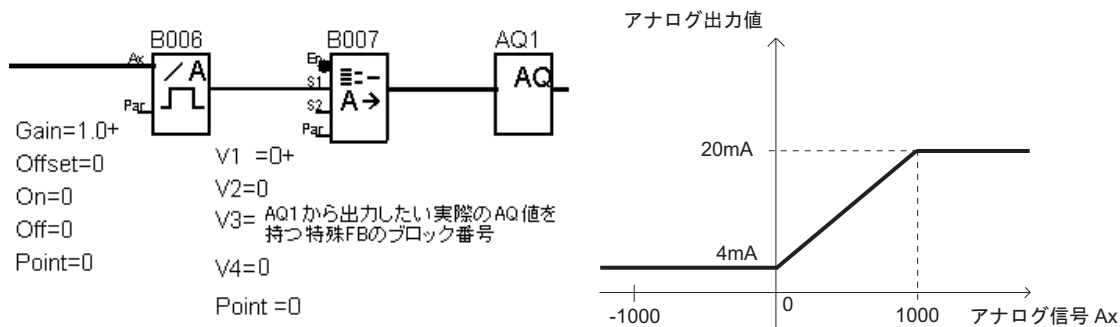 B006
B007
AQ1
Ax
Par
/A
En
S1
S2
Par
A→
AQ
Gain=1.0+
Offset=0
On=0
Off=0
Point=0
V1 =0+
V2=0
V3= AQ1から出力したい実際のAQ値を
持つ特殊FBのブロック番号
V4=0
Point =0
アナログ出力値
20mA
4mA
-1000
0
1000
アナログ信号 Ax